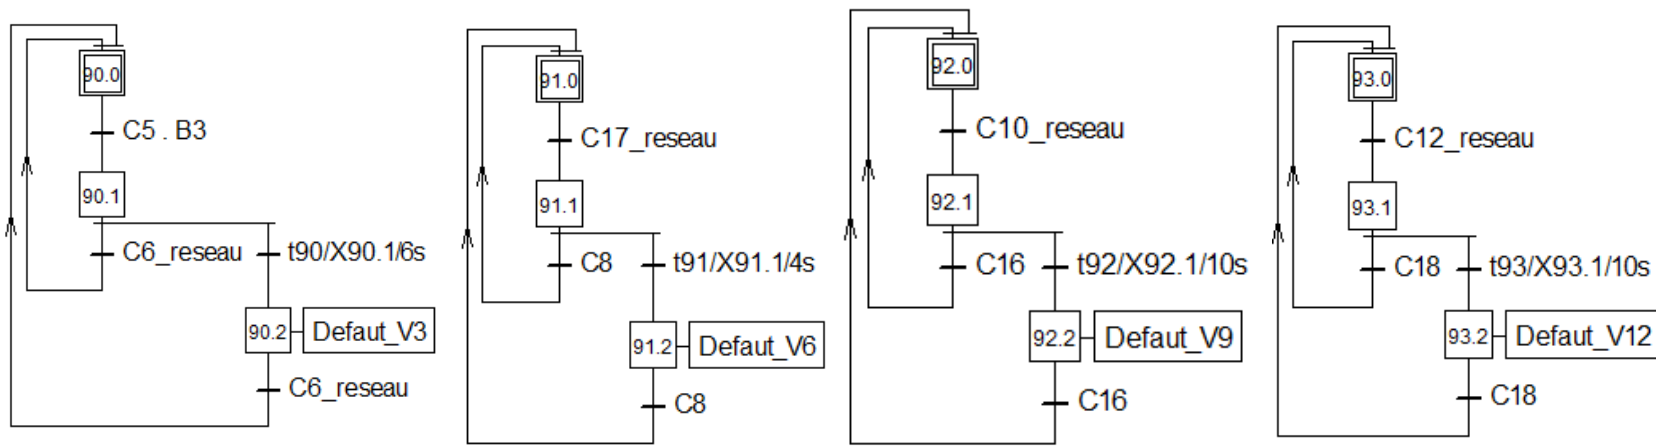 90.0
C5 . B3
90.1
C6_reseau
t90/X90.1/6s
90.2
Defaut_V3
C6_reseau
91.0
C17_reseau
91.1
C8
t91/X91.1/4s
91.2
Defaut_V6
C8
92.0
C10_reseau
92.1
C16
t92/X92.1/10s
92.2
Defaut_V9
C16
93.0
C12_reseau
93.1
C18
t93/X93.1/10s
93.2
Defaut_V12
C18